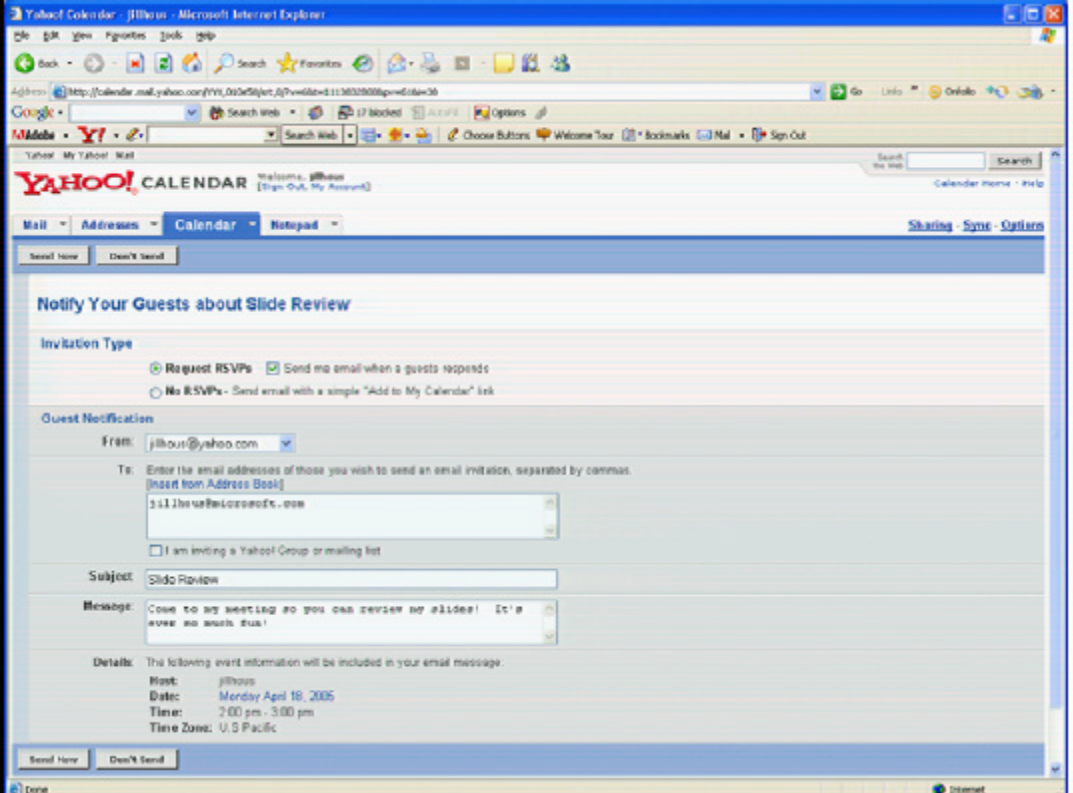 Yahoo! Calendar - jillhous - Microsoft Internet Explorer
File Edit View Favorites Tools Help
Back Search Favorites
Address Go Links
Google Search Web 17 blocked Options
Adobe Y! Search Web Choose Buttons Welcome Tour Bookmarks Mail Sign Out
Yahoo! My Yahoo! Mail Search the Web Search
YAHOO! CALENDAR Welcome, jillhous
[Sign Out, My Account] Calendar Home - Help
Mail Addresses Calendar Notepad Sharing - Sync - Options
Send Now Don't Send
Notify Your Guests about Slide Review
Invitation Type
Request RSVPs Send me email when a guests responds
No RSVPs - Send email with a simple "Add to My Calendar" link
Guest Notification
From: jillhous@yahoo.com
To: Enter the email addresses of those you wish to send an email invitation, separated by commas.
[Insert from Address Book]
jillhous@microsoft.com
I am inviting a Yahoo! Group or mailing list
Subject Slide Review
Message: Come to my meeting so you can review my slides! It's
ever so much fun!
Details: The following event information will be included in your email message:
Host: jillhous
Date: Monday April 18, 2005
Time: 2:00 pm - 3:00 pm
Time Zone: U.S Pacific
Send Now Don't Send
Done Internet